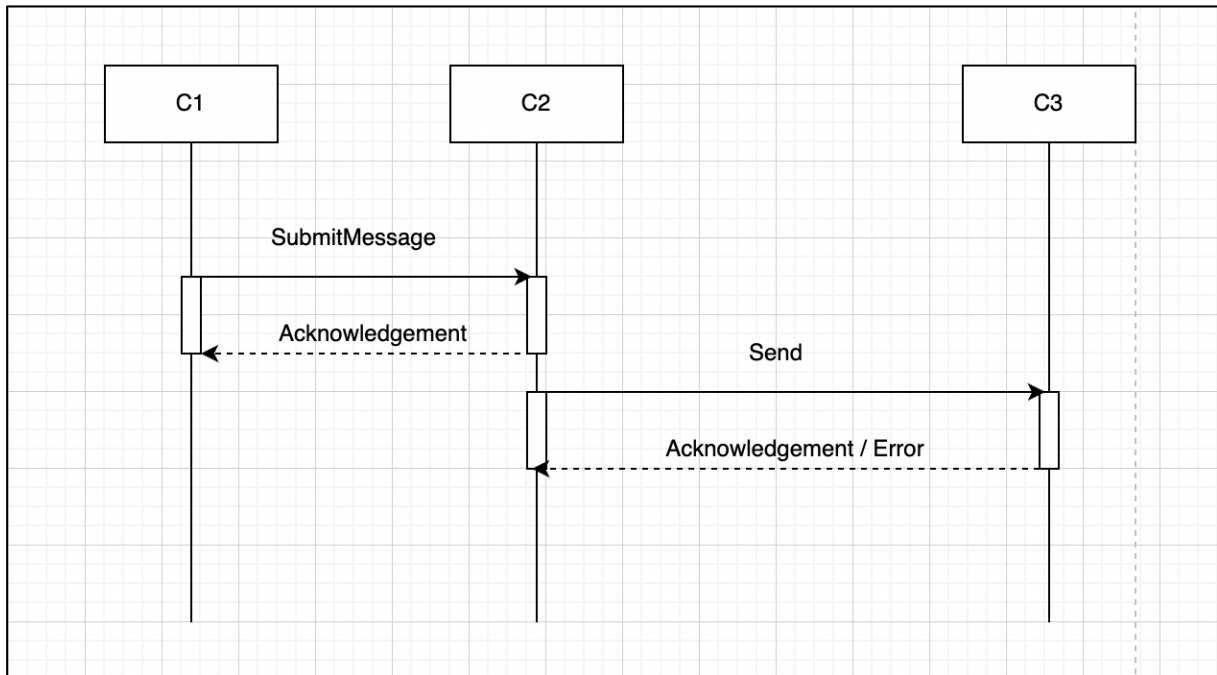 C1
C2
C3
SubmitMessage
Acknowledgement
Send
Acknowledgement / Error